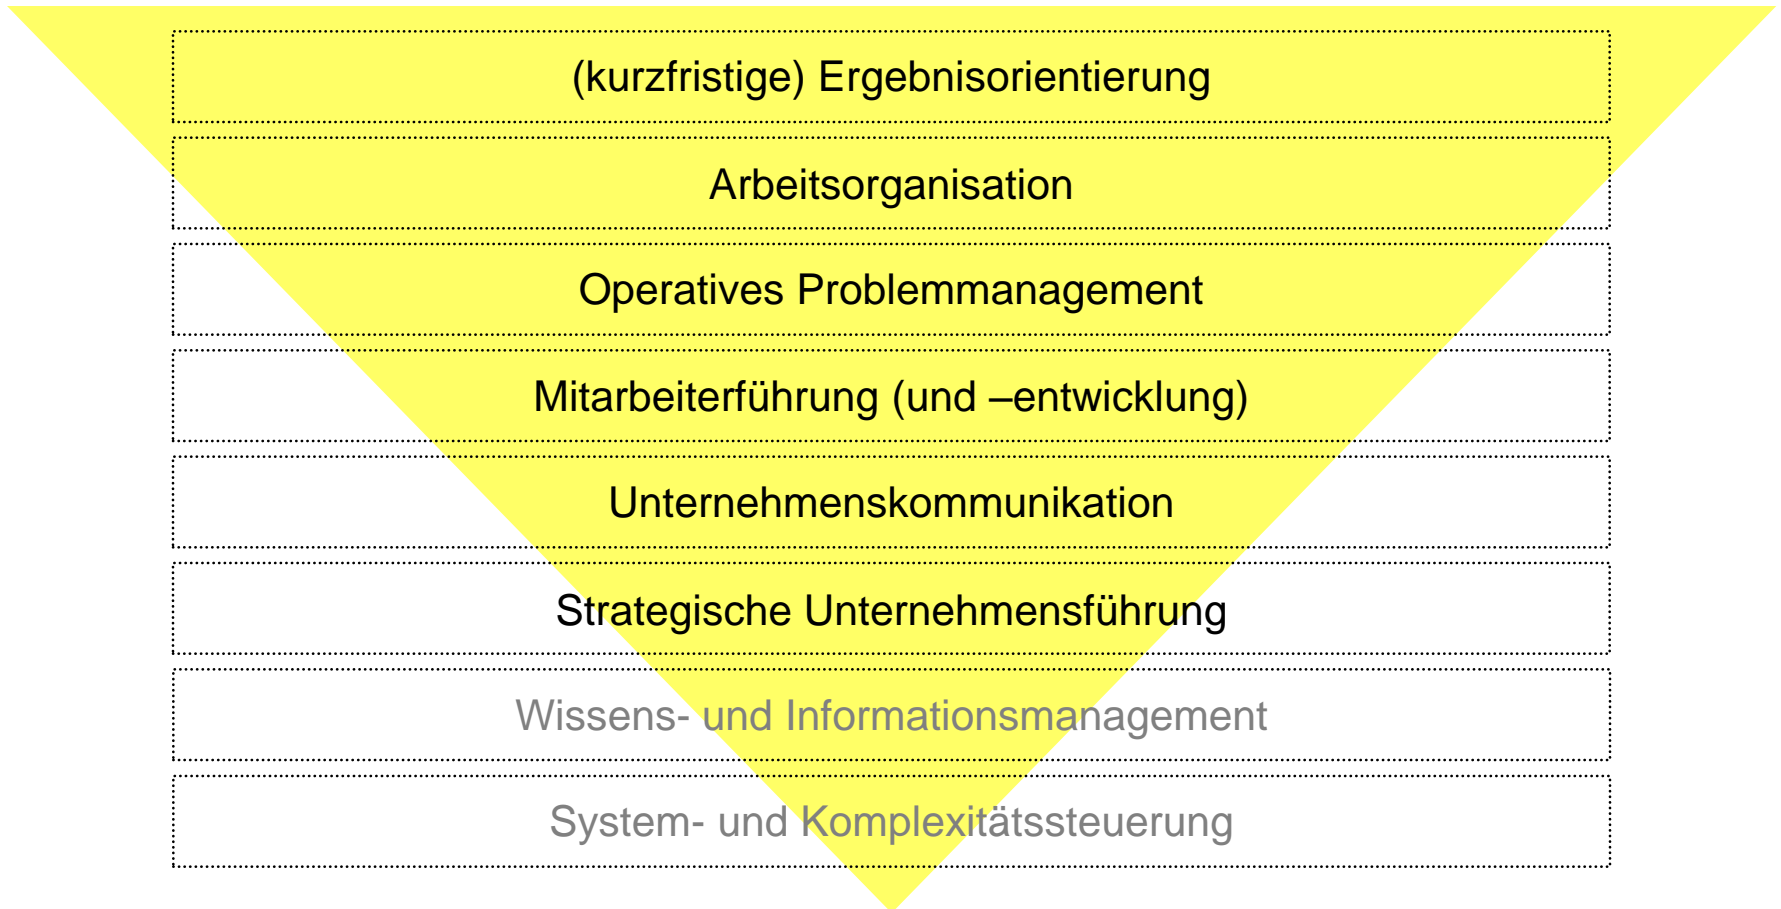 (kurzfristige) Ergebnisorientierung
Arbeitsorganisation
Operatives Problemmanagement
Mitarbeiterführung (und –entwicklung)
Unternehmenskommunikation
Strategische Unternehmensführung
Wissens- und Informationsmanagement
System- und Komplexitätssteuerung